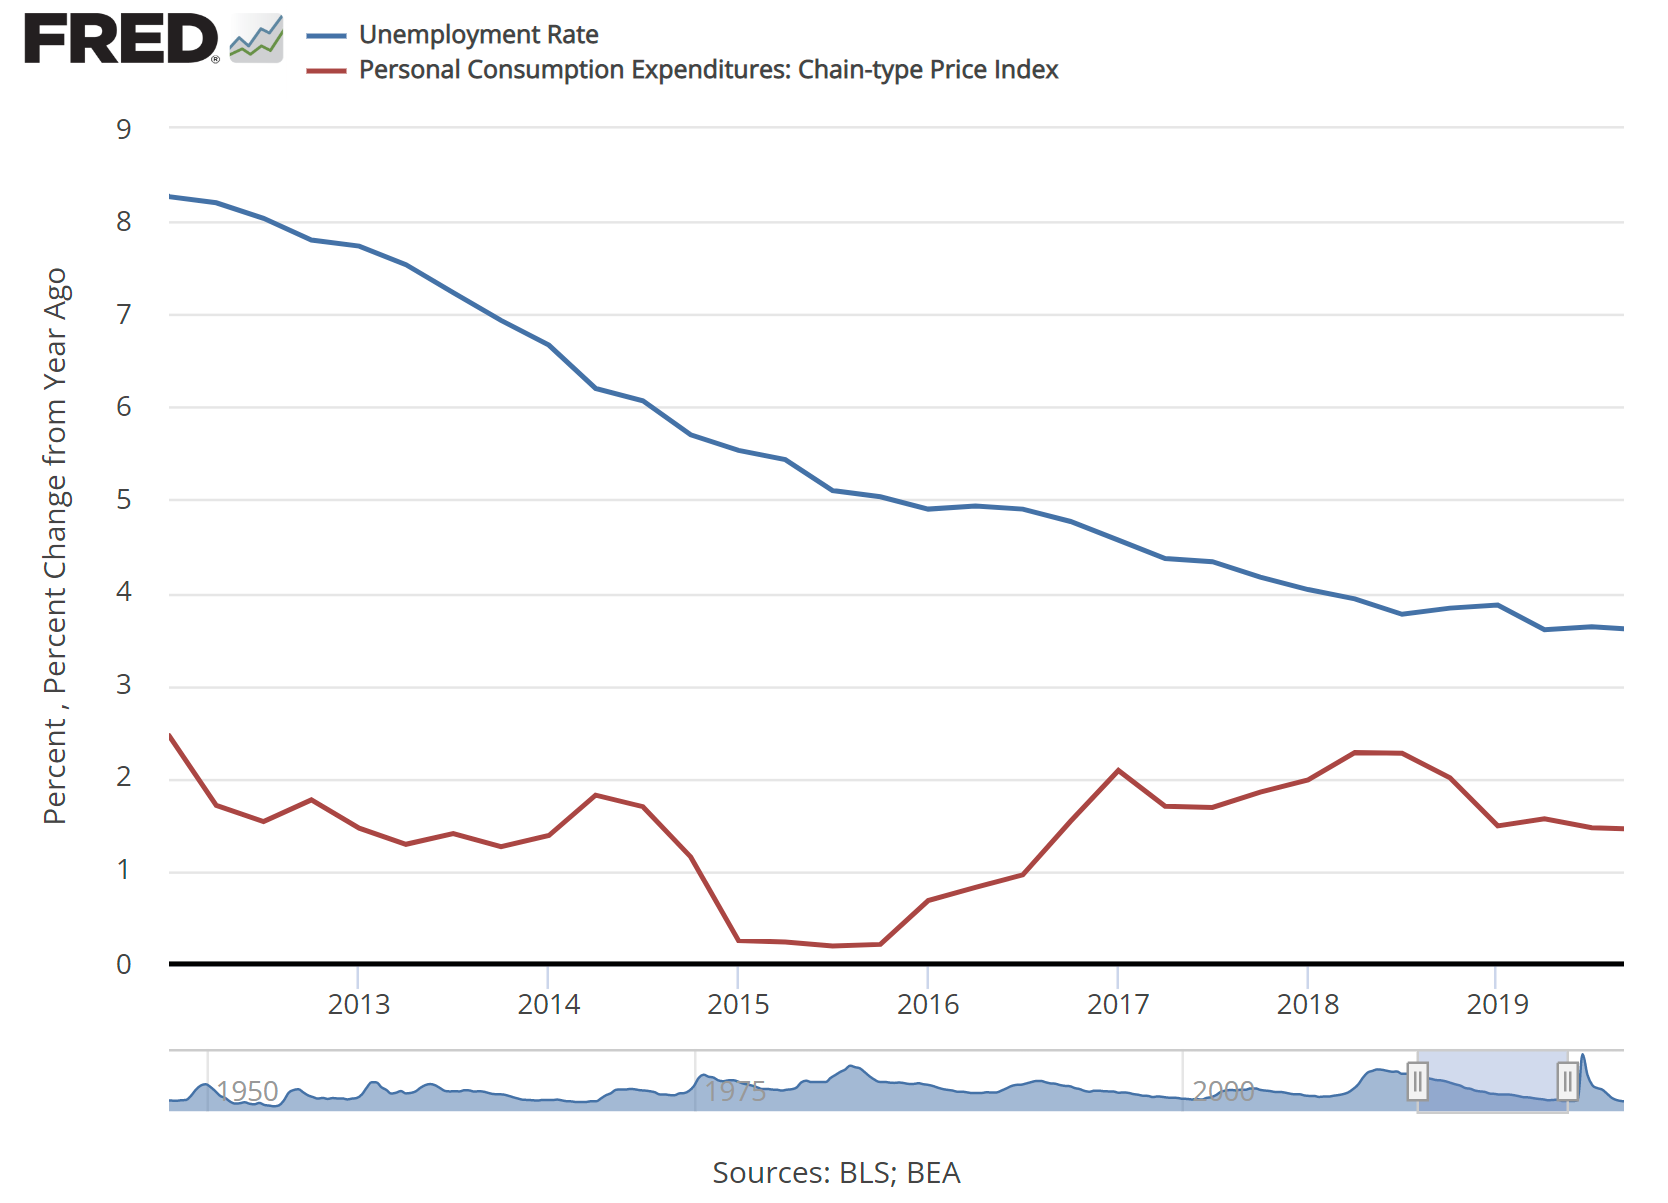 FRED®
Unemployment Rate
Personal Consumption Expenditures: Chain-type Price Index
Percent , Percent Change from Year Ago
9
8
7
6
5
4
3
2
1
0
2013 2014 2015 2016 2017 2018 2019
1950 1975 2000
Sources: BLS; BEA